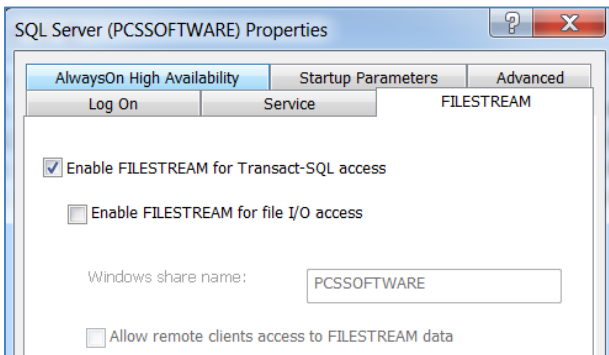 SQL Server (PCSSOFTWARE) Properties
AlwaysOn High Availability Startup Parameters Advanced
Log On Service FILESTREAM
Enable FILESTREAM for Transact-SQL access
Enable FILESTREAM for file I/O access
Windows share name: PCSSOFTWARE
Allow remote clients access to FILESTREAM data